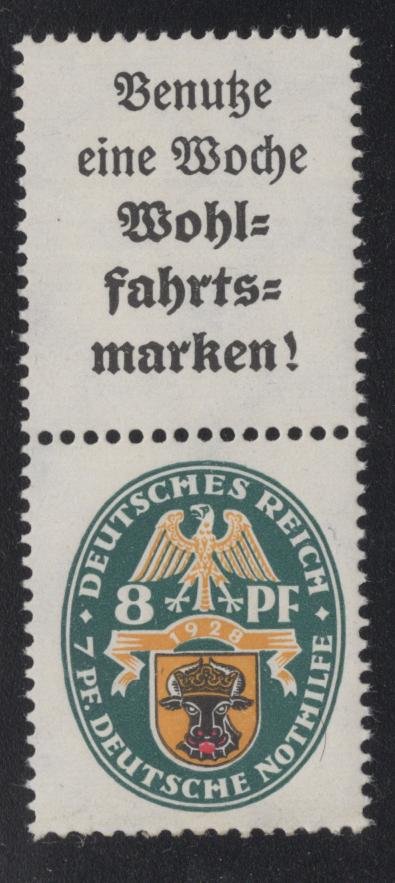 Benutze
eine Woche
Wohl=
fahrts=
marken!
DEUTSCHES REICH
8 PF
1928
7 PF. DEUTSCHE NOTHILFE